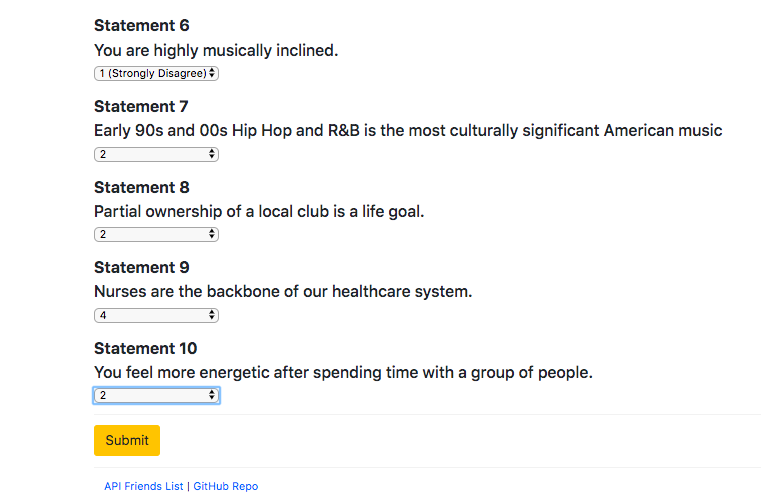 Statement 6
You are highly musically inclined.
1 (Strongly Disagree)
Statement 7
Early 90s and 00s Hip Hop and R&B is the most culturally significant American music
2
Statement 8
Partial ownership of a local club is a life goal.
2
Statement 9
Nurses are the backbone of our healthcare system.
4
Statement 10
You feel more energetic after spending time with a group of people.
2
Submit
API Friends List | GitHub Repo